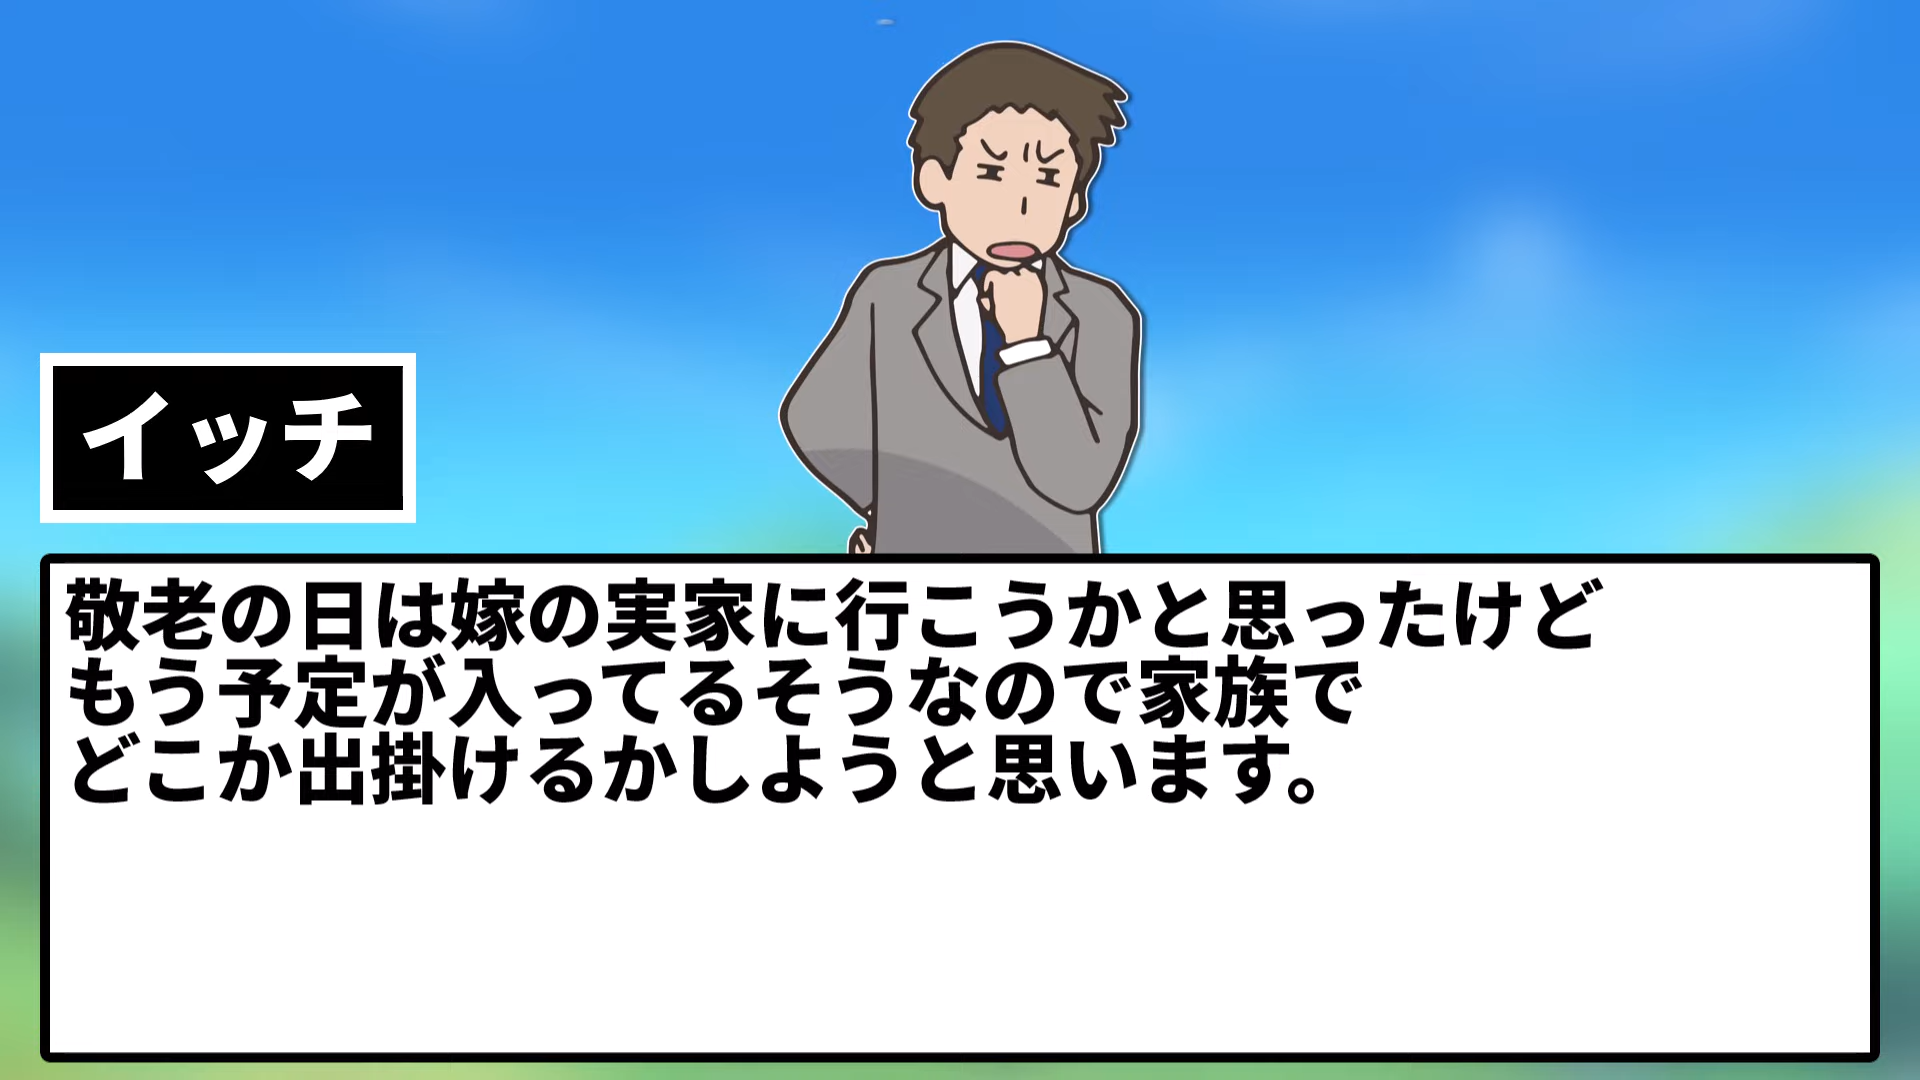 イッチ
敬老の日は嫁の実家に行こうかと思ったけど
もう予定が入ってるそうなので家族で
どこか出掛けるかしようと思います。